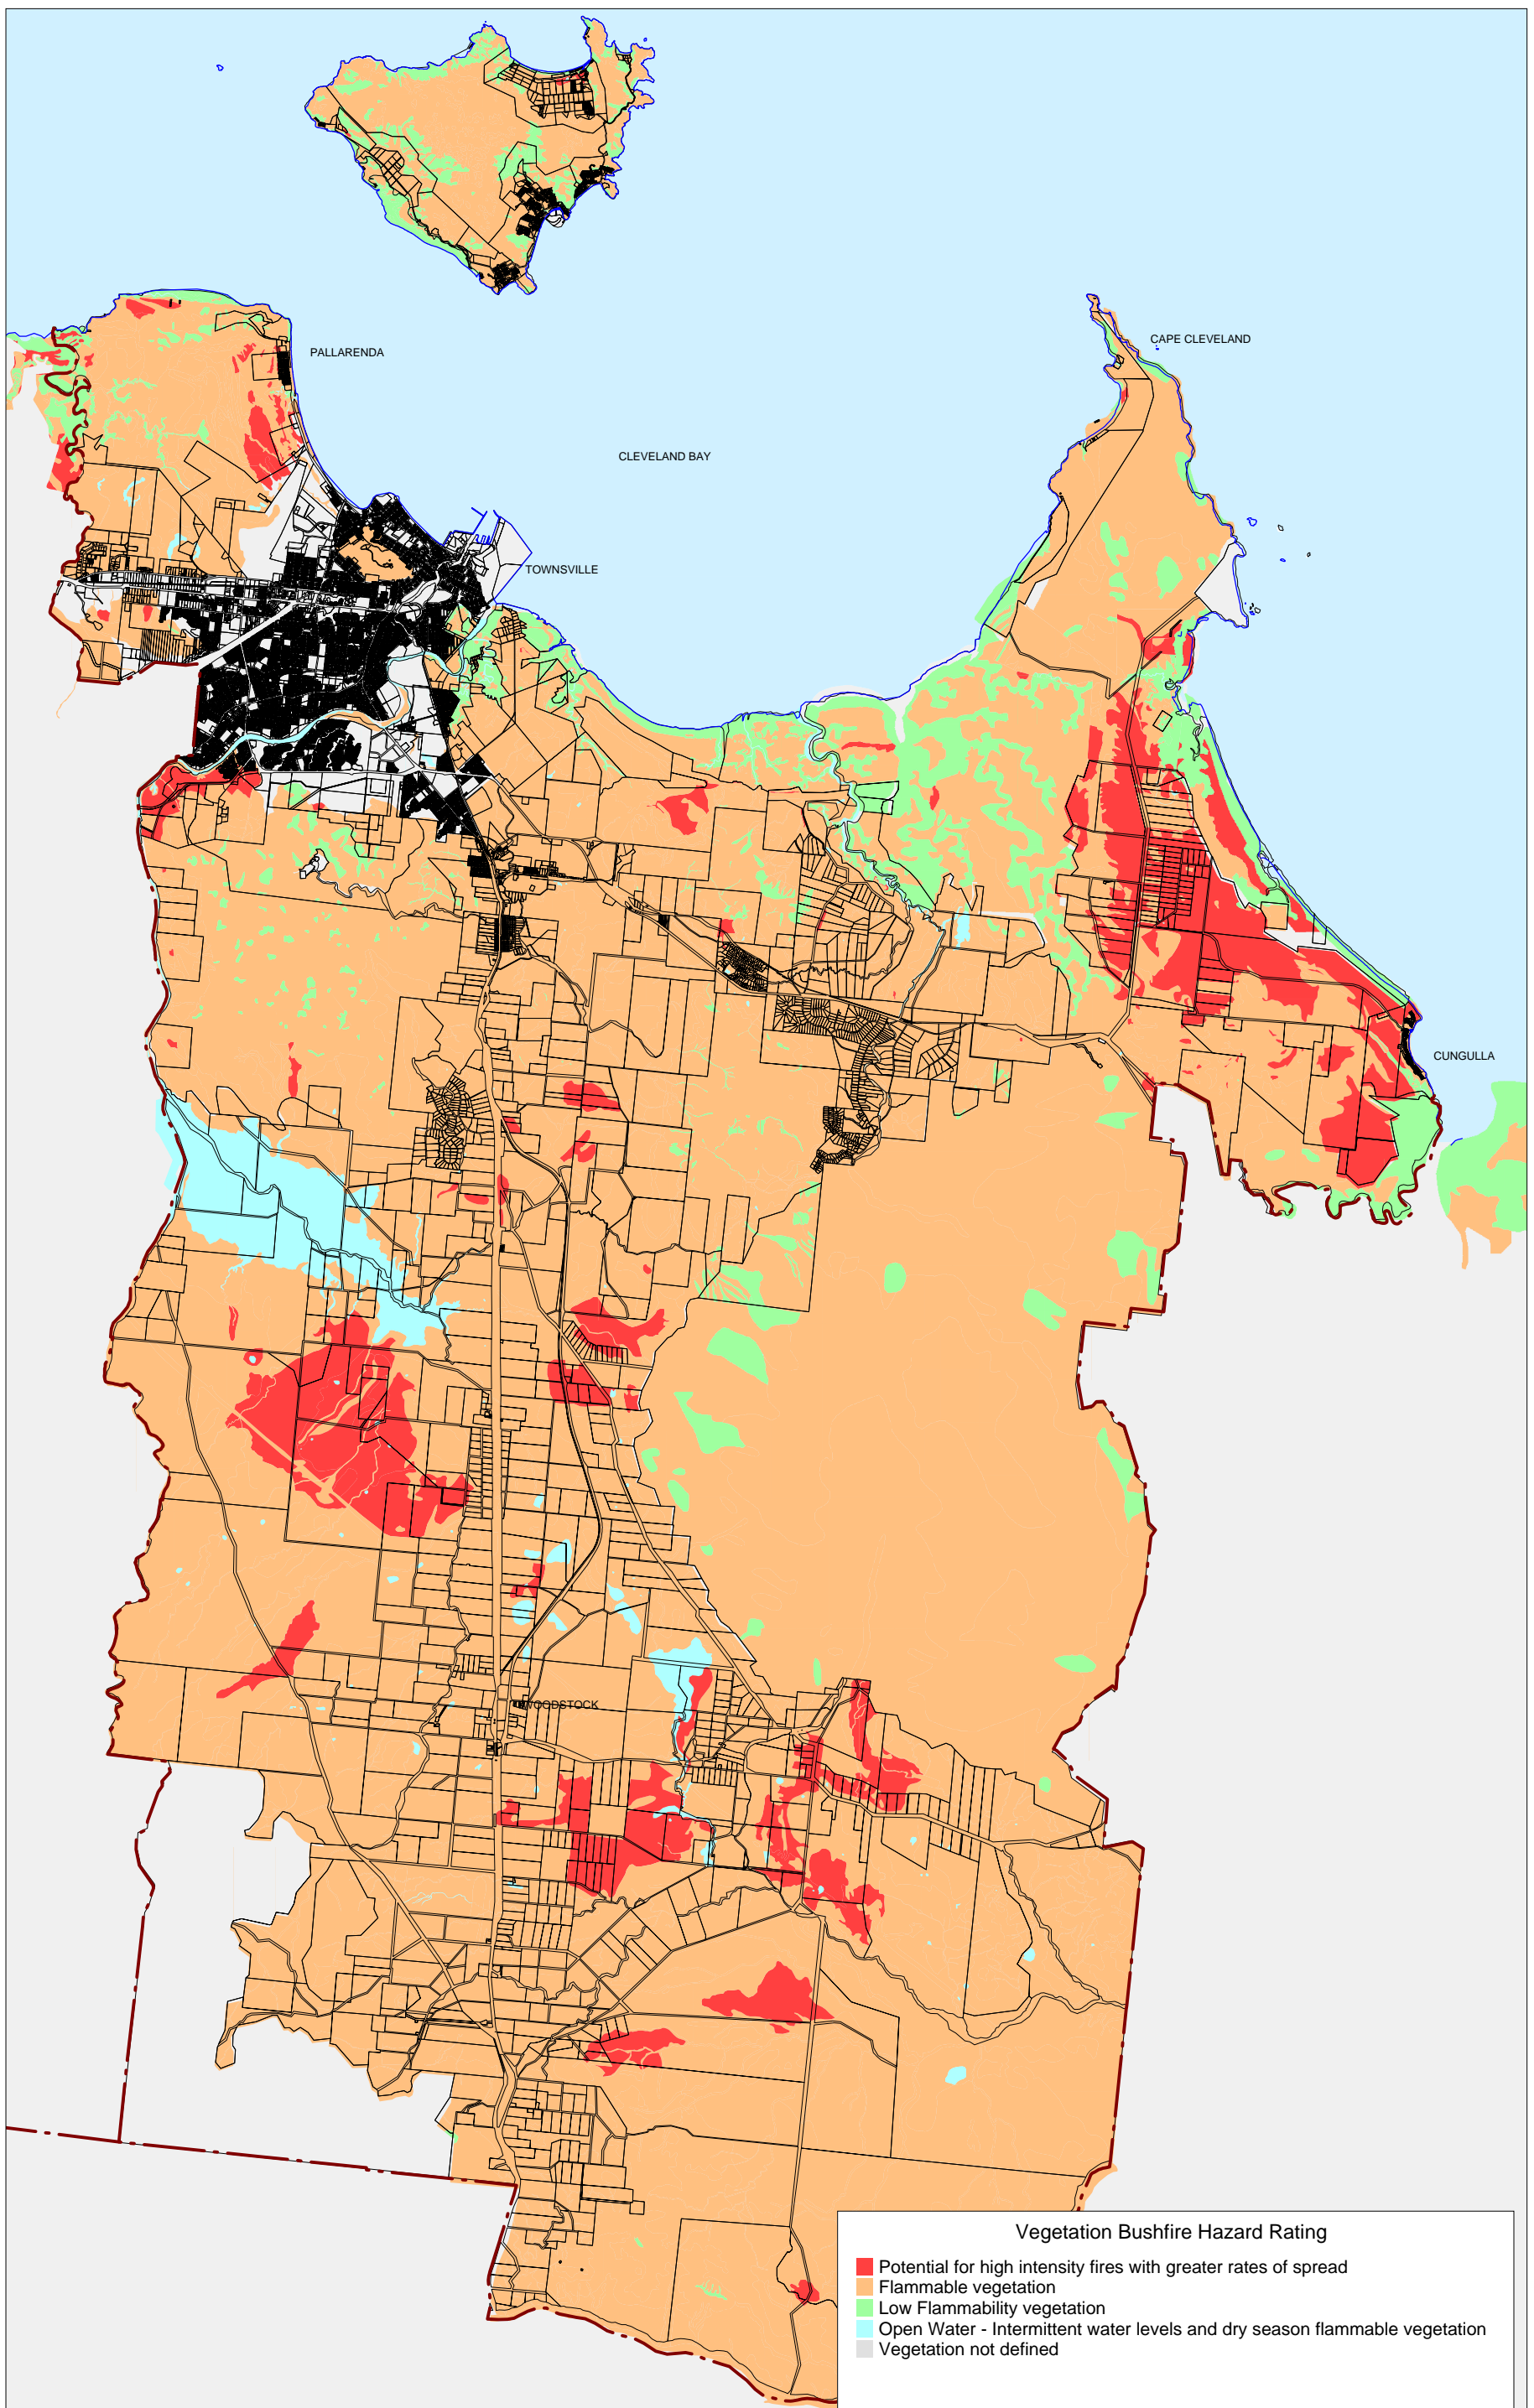 PALLARENDA
CAPE CLEVELAND
CLEVELAND BAY
TOWNSVILLE
CUNGULLA
WOODSTOCK
Vegetation Bushfire Hazard Rating
Potential for high intensity fires with greater rates of spread
Flammable vegetation
Low Flammability vegetation
Open Water - Intermittent water levels and dry season flammable vegetation
Vegetation not defined